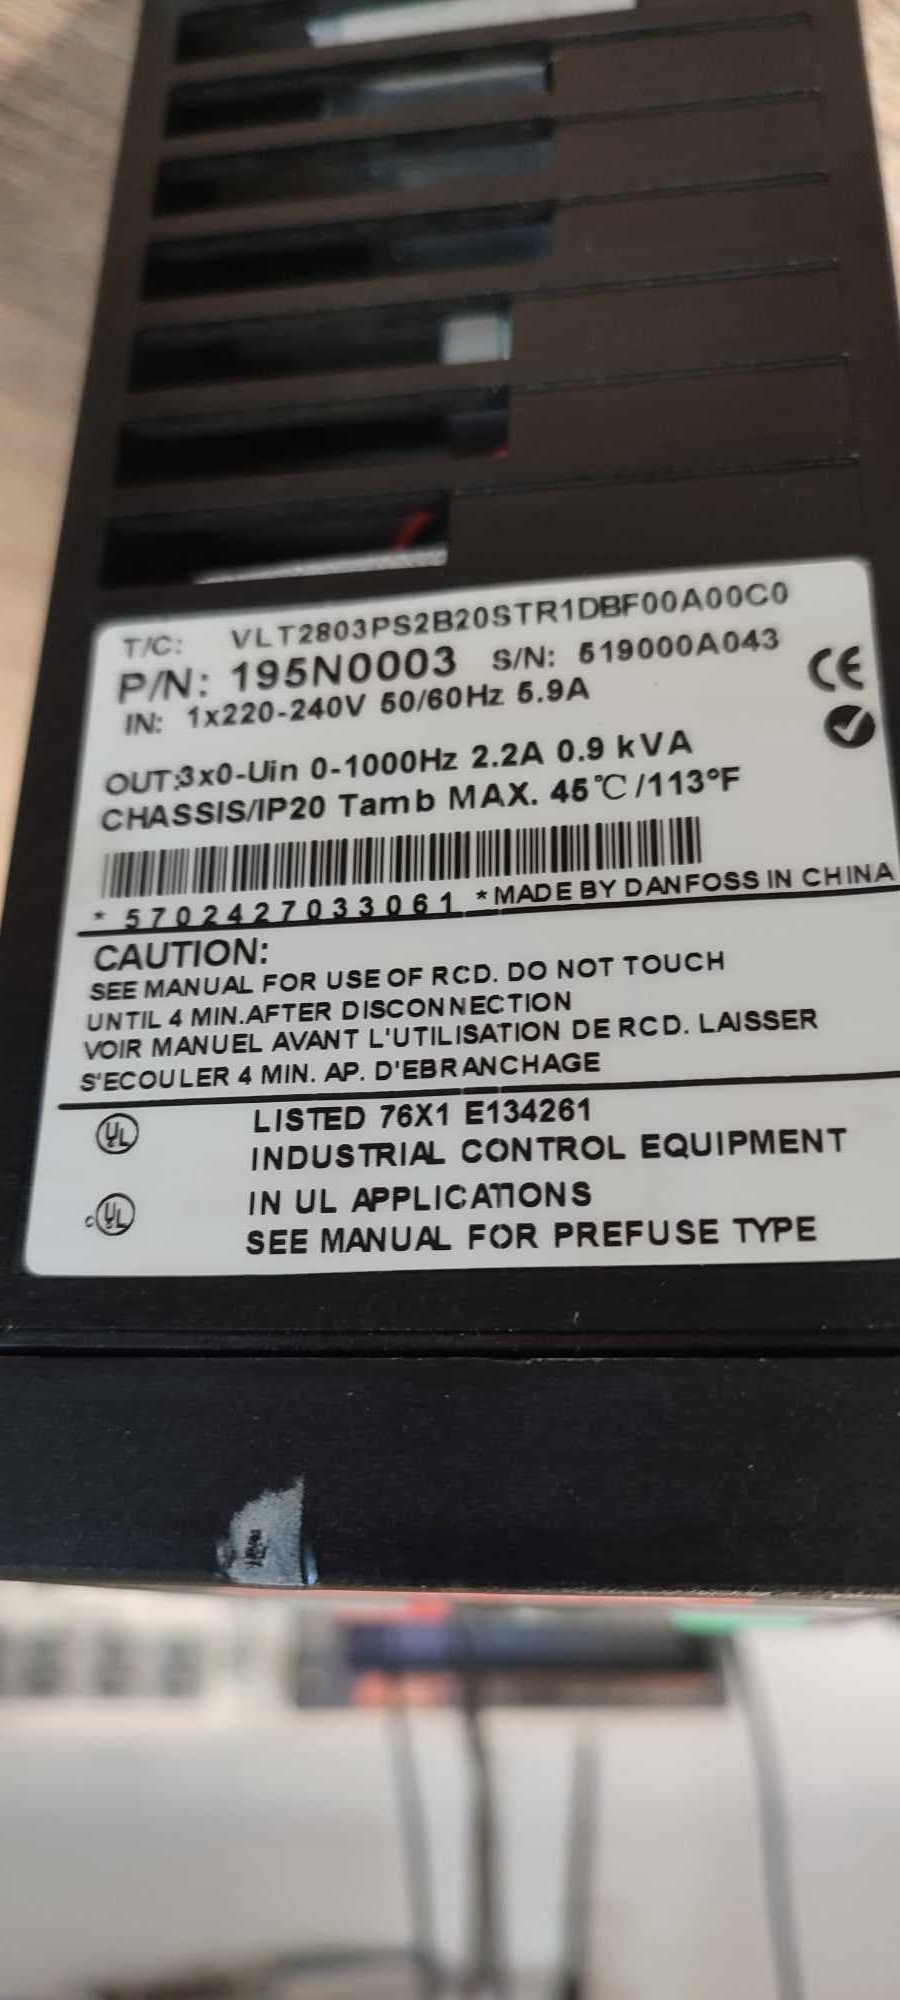 T/C: VLT2803PS2B20STR1DBF00A00C0
P/N: 195N0003 S/N: 519000A043
IN: 1x220-240V 50/60Hz 5.9A
OUT:3x0-Uin 0-1000Hz 2.2A 0.9 kVA
CHASSIS/IP20 Tamb MAX. 45℃/113°F
CE
* 5702427033061 * MADE BY DANFOSS IN CHINA
CAUTION:
SEE MANUAL FOR USE OF RCD. DO NOT TOUCH
UNTIL 4 MIN.AFTER DISCONNECTION
VOIR MANUEL AVANT L'UTILISATION DE RCD. LAISSER
S'ECOULER 4 MIN. AP. D'EBRANCHAGE
UL LISTED 76X1 E134261
INDUSTRIAL CONTROL EQUIPMENT
c UL IN UL APPLICATIONS
SEE MANUAL FOR PREFUSE TYPE